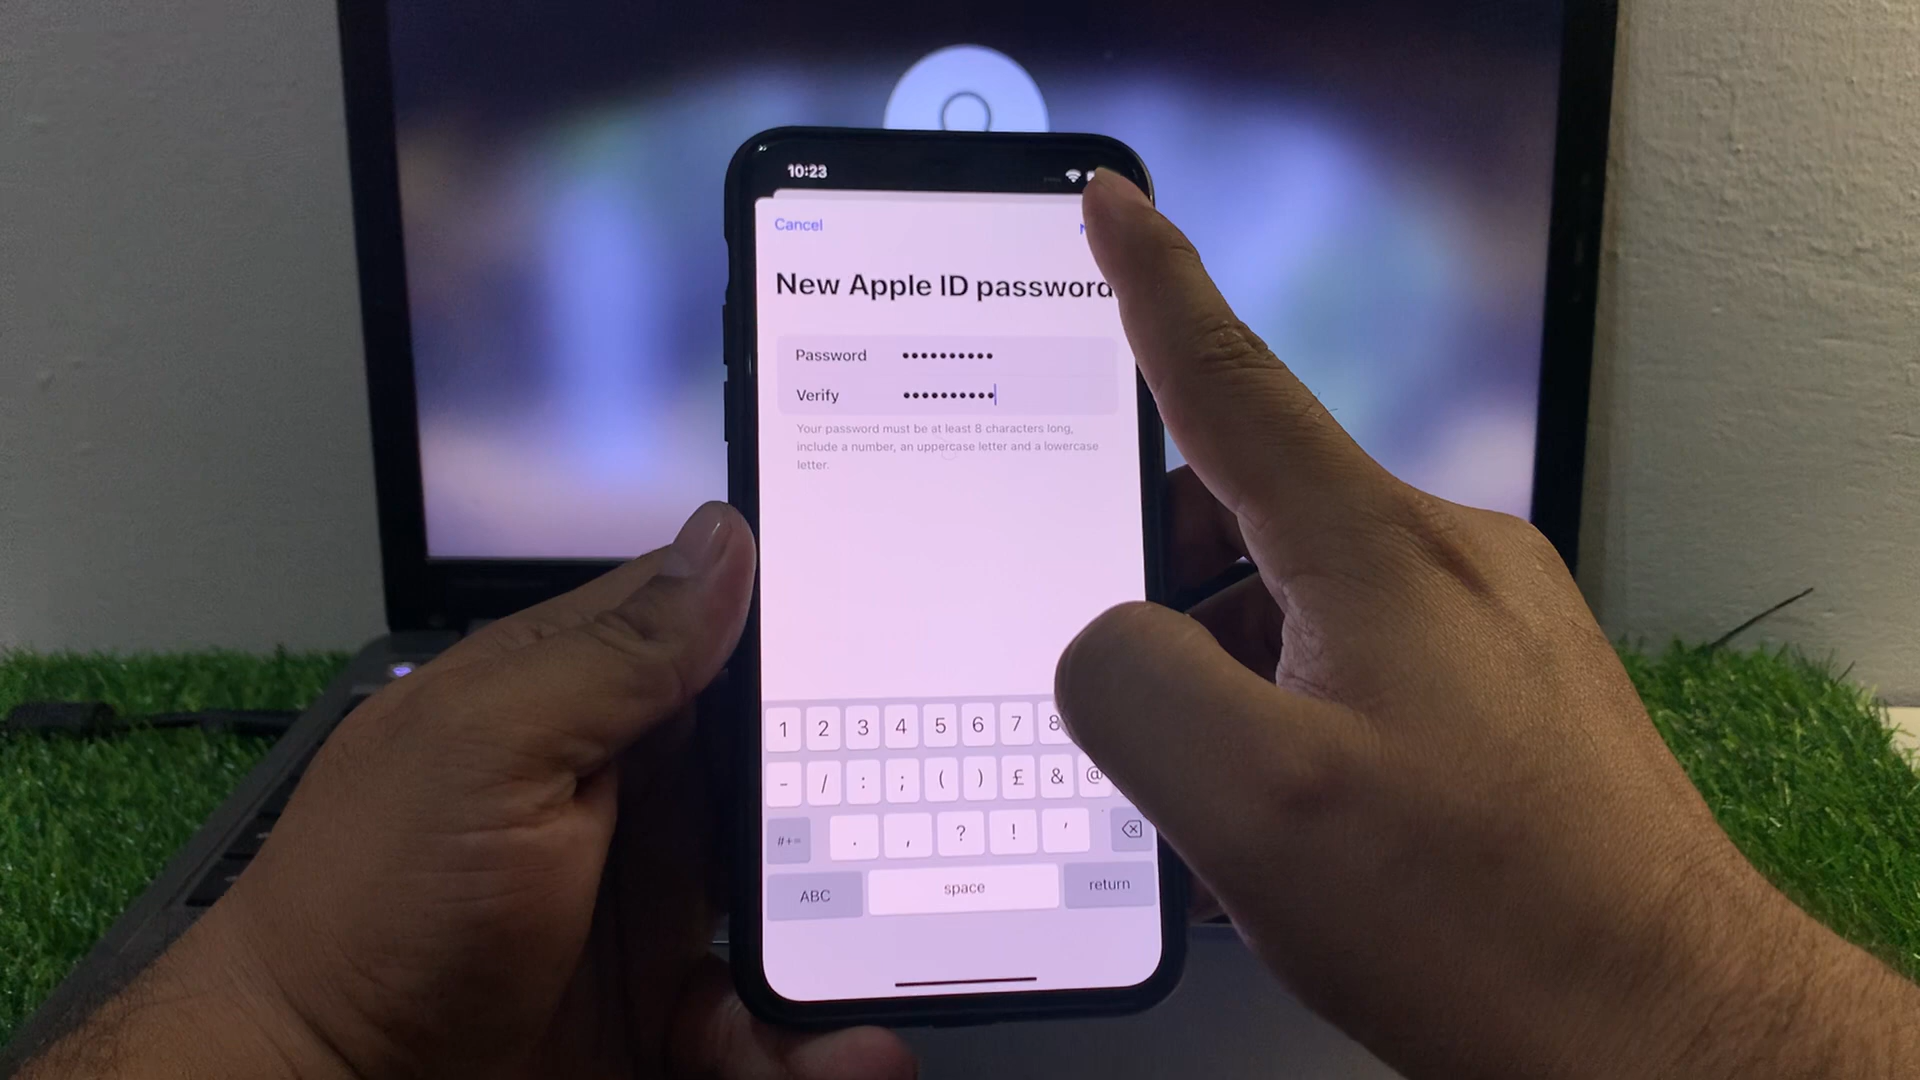 10:23
Cancel
New Apple ID password
Password ••••••••••
Verify ••••••••••
Your password must be at least 8 characters long,
include a number, an uppercase letter and a lowercase
letter.
1 2 3 4 5 6 7 8
- / : ; ( ) £ & @
#+= . , ? ! '
ABC space return